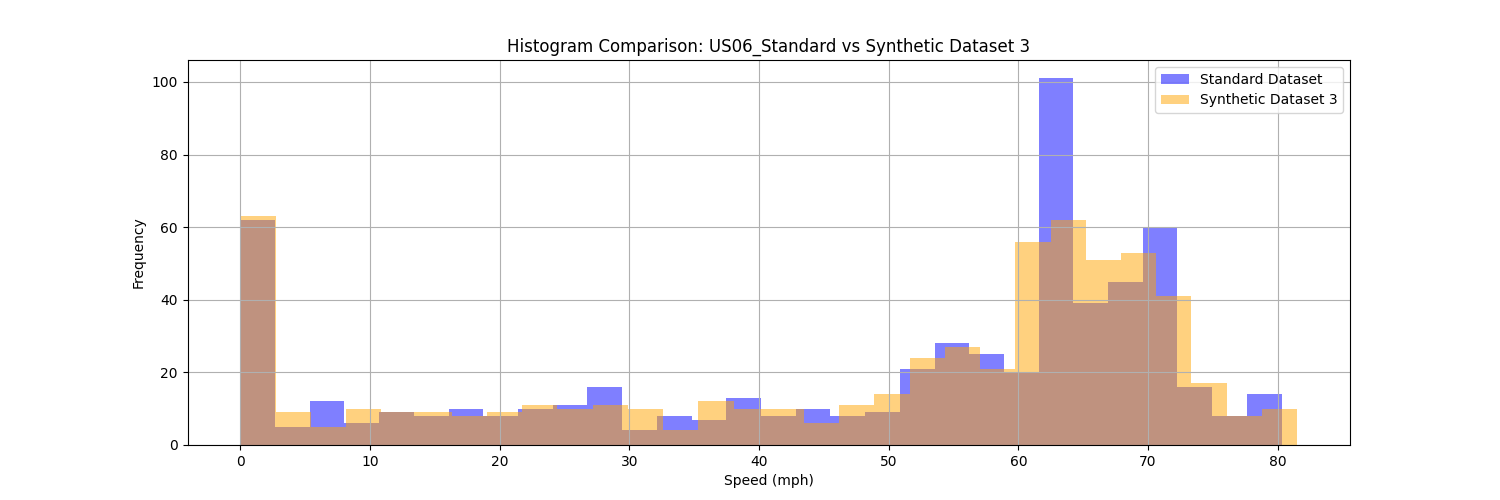 Histogram Comparison: US06_Standard vs Synthetic Dataset 3
Standard Dataset
Synthetic Dataset 3
Frequency
100
80
60
40
20
0
0 10 20 30 40 50 60 70 80
Speed (mph)